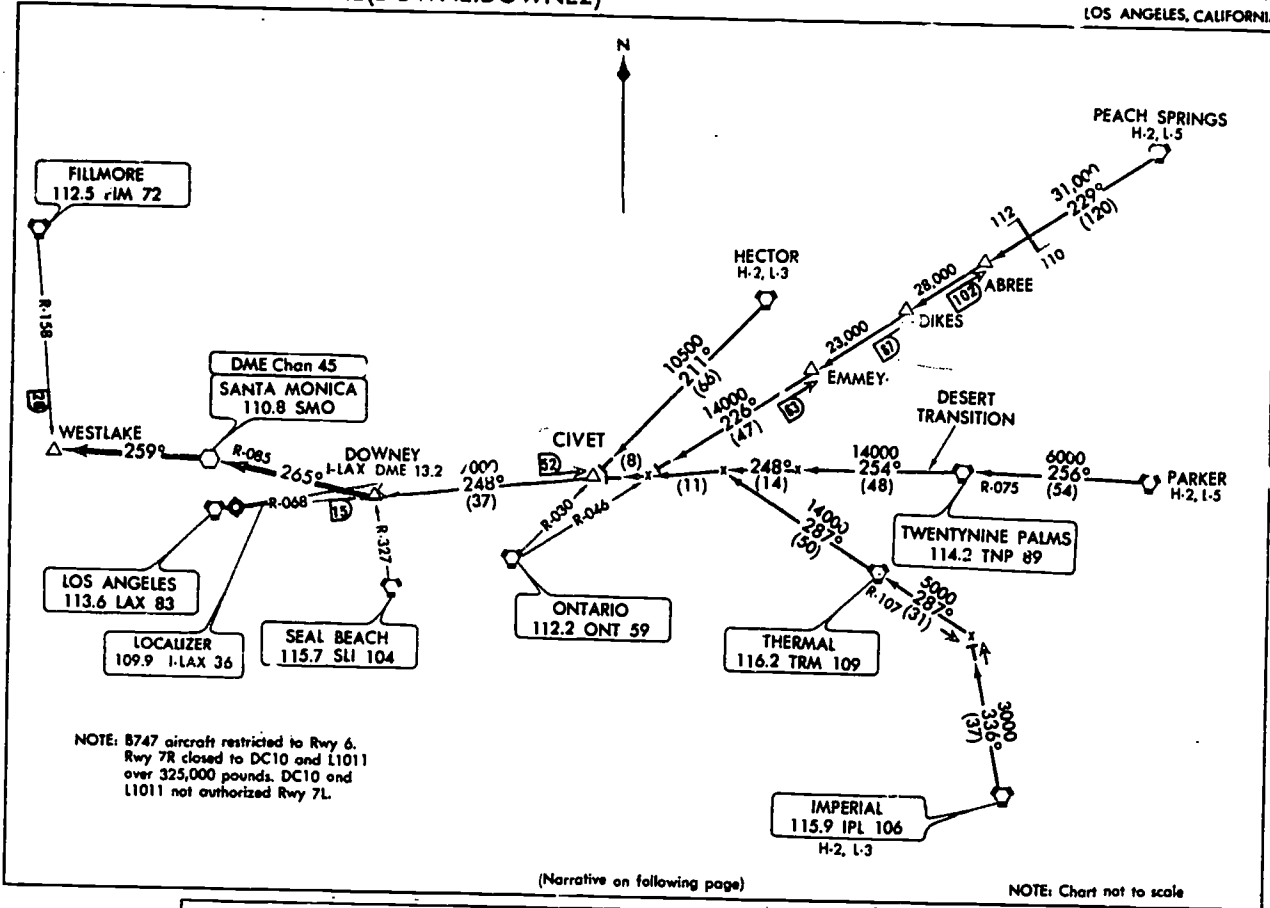 LOS ANGELES, CALIFORNI
N
PEACH SPRINGS
H-2, L-5
FILLMORE
112.5 FIM 72
31,000
229°
(120)
112
110
HECTOR
H-2, L-3
28,000
102
ABREE
R-158
10500
211°
(66)
23,000
87
DIKES
DME Chan 45
SANTA MONICA
110.8 SMO
EMMEY
14000
226°
(47)
63
DESERT
TRANSITION
20
WESTLAKE
259°
R-085
265°
DOWNEY
I-LAX DME 13.2
CIVET
7000
248°
(37)
52
(8)
(11)
248°
(14)
14000
254°
(48)
6000
256°
(54)
R-075
PARKER
H-2, L-5
R-068
15
R-030
R-046
14000
287°
(50)
TWENTYNINE PALMS
114.2 TNP 89
R-327
LOS ANGELES
113.6 LAX 83
LOCALIZER
109.9 I-LAX 36
SEAL BEACH
115.7 SLI 104
ONTARIO
112.2 ONT 59
5000
287°
(31)
R-107
THERMAL
116.2 TRM 109
3000
336°
(37)
NOTE: B747 aircraft restricted to Rwy 6.
Rwy 7R closed to DC10 and L1011
over 325,000 pounds. DC10 and
L1011 not authorized Rwy 7L.
IMPERIAL
115.9 IPL 106
H-2, L-3
(Narrative on following page)
NOTE: Chart not to scale